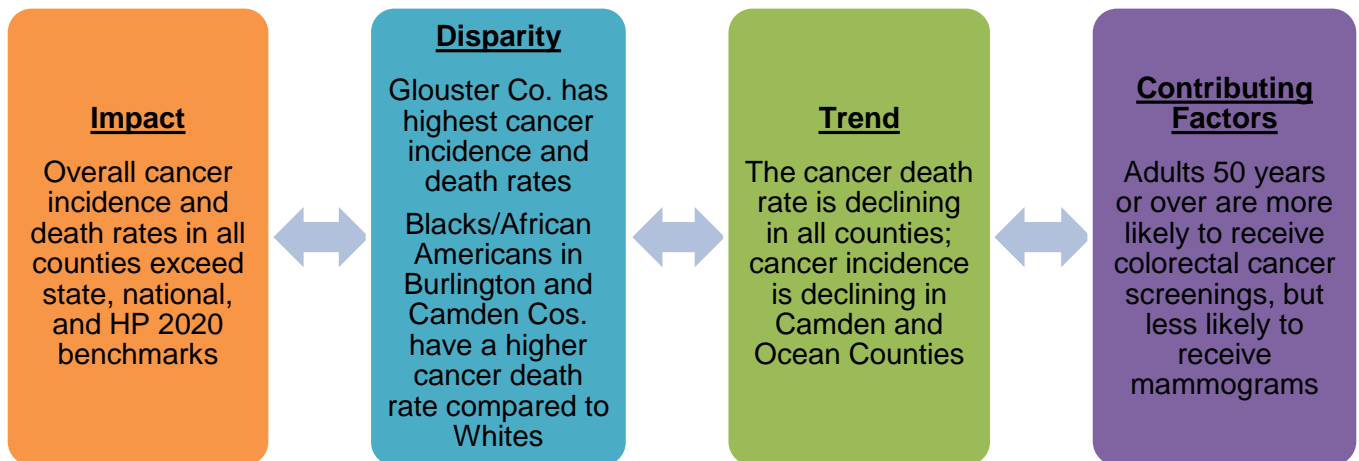 Impact
Overall cancer
incidence and
death rates in all
counties exceed
state, national,
and HP 2020
benchmarks
Disparity
Glouster Co. has
highest cancer
incidence and
death rates
Blacks/African
Americans in
Burlington and
Camden Cos.
have a higher
cancer death
rate compared to
Whites
Trend
The cancer death
rate is declining
in all counties;
cancer incidence
is declining in
Camden and
Ocean Counties
Contributing
Factors
Adults 50 years
or over are more
likely to receive
colorectal cancer
screenings, but
less likely to
receive
mammograms